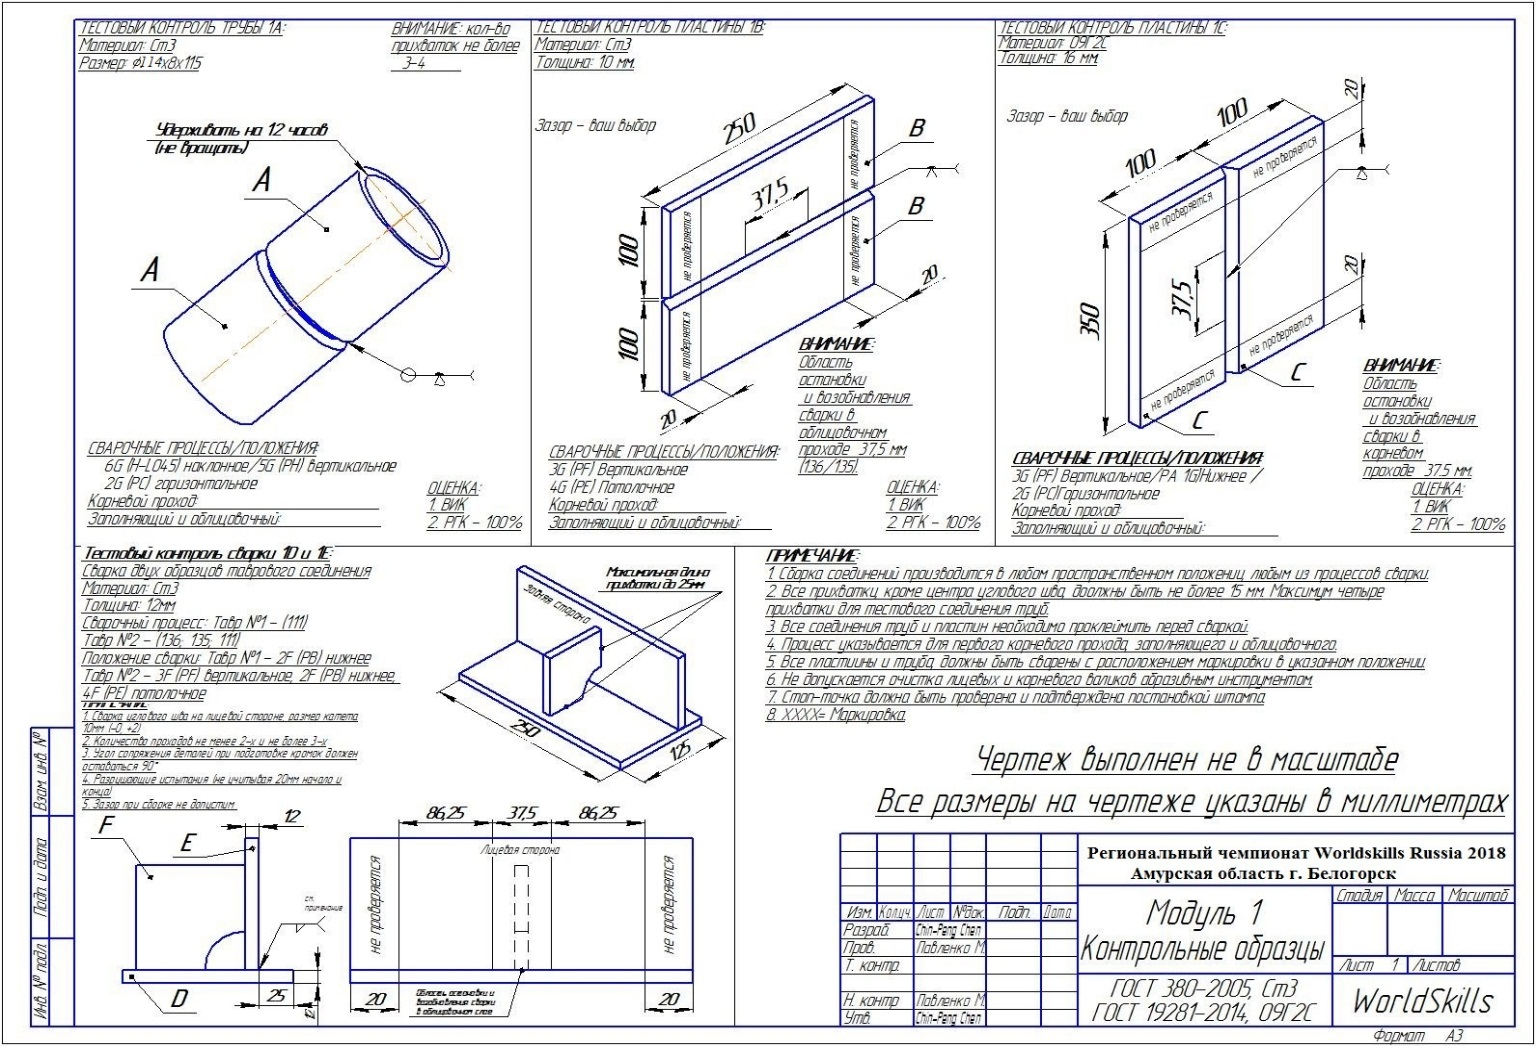 ТЕСТОВЫЙ КОНТРОЛЬ ТРУБЫ 1А:
Материал: Ст3
Размер: ф114х8х115
ВНИМАНИЕ: кол-во
прихваток не более
3-4
Удерживать на 12 часов
(не вращать)
А
А
СВАРОЧНЫЕ ПРОЦЕССЫ/ПОЛОЖЕНИЯ:
6G (H-L045) наклонное/5G (PH) вертикальное
2G (PC) горизонтальное
Корневой проход:
Заполняющий и облицовочный:
ОЦЕНКА:
1. ВИК
2. РГК – 100%
ТЕСТОВЫЙ КОНТРОЛЬ ПЛАСТИНЫ 1В:
Материал: Ст3
Толщина: 10 мм.
Зазор – ваш выбор
250
37,5
100
100
20
20
В
В
не проверяется
не проверяется
не проверяется
не проверяется
ВНИМАНИЕ:
Область
остановки
и возобнавления
сварки в
облицовочном
проходе 37,5 мм
(136/135).
СВАРОЧНЫЕ ПРОЦЕССЫ/ПОЛОЖЕНИЯ:
3G (PF) Вертикальное
4G (PE) Потолочное
Корневой проход:
Заполняющий и облицовочный:
ОЦЕНКА:
1. ВИК
2. РГК – 100%
ТЕСТОВЫЙ КОНТРОЛЬ ПЛАСТИНЫ 1С:
Материал: 09Г2С
Толщина: 16 мм.
Зазор – ваш выбор
100
100
20
20
350
37,5
не проверяется
не проверяется
не проверяется
не проверяется
С
С
ВНИМАНИЕ:
Область
остановки
и возобнавления
сварки в
корневом
проходе 37.5 мм.
СВАРОЧНЫЕ ПРОЦЕССЫ/ПОЛОЖЕНИЯ:
3G (PF) Вертикальное/PA 1G)Нижнее /
2G (PC)Горизонтальное
Корневой проход:
Заполняющий и облицовочный:
ОЦЕНКА:
1. ВИК
2. РГК – 100%
Тестовый контроль сварки 1D и 1Е:
Сварка двух образцов таврового соединения
Материал: Ст3
Толщина: 12мм
Сварочный процесс: Тавр №1 – (111)
Тавр №2 – (136; 135; 111)
Положение сварки: Тавр №1 – 2F (PB) нижнее
Тавр №2 – 3F (PF) вертикальное, 2F (PB) нижнее,
4F (PE) потолочное
1. Сварка углового шва на лицевой стороне, размер катета
10мм (-0, +2)
2. Количество проходов не менее 2-х и не более 3-х
3. Угол сопряжения деталей при подготовке кромок должен
оставаться 90°
4. Разрушающие испытания (не учитывая 20мм начало и
конца)
5. Зазор при сборке не допустим
Максимальная длина
прихватки до 25мм
Задняя сторона
250
125
F
E
D
12
см.
примечание
25
12
86,25
37,5
86,25
Лицевая сторона
не проверяется
не проверяется
20
20
Область остановки и
возобнавления сварки
в облицовочном слое
ПРИМЕЧАНИЕ:
1. Сборка соединений производится в любом пространственном положении, любым из процессов сварки.
2. Все прихватки, кроме центра углового шва, должны быть не более 15 мм. Максимум четыре
прихватки для тестового соединения труб.
3. Все соединения труб и пластин необходимо проклеймить перед сваркой.
4. Процесс указывается для первого корневого прохода, заполняющего и облицовочного.
5. Все пластины и труба, должны быть сварены с расположением маркировки в указанном положении
6. Не допускается очистка лицевых и корневого валиков абразивным инструментом.
7. Стоп-точка должна быть проверена и подтверждена постановкой штампа.
8. ХХХХ= Маркировка.
Чертеж выполнен не в масштабе
Все размеры на чертеже указаны в миллиметрах
Взам. инв. №
Подп. и дата
Инв. № подл.
Региональный чемпионат Worldskills Russia 2018
Амурская область г. Белогорск
Изм. Кол.уч. Лист №док. Подп. Дата
Разраб. Chin-Peng Chen
Пров. Павленко М.
Т. контр.
Н. контр Павленко М.
Утв. Chin-Peng Chen
Модуль 1
Контрольные образцы
Стадия Масса Масштаб
Лист 1 Листов
ГОСТ 380-2005, Ст3
ГОСТ 19281-2014, 09Г2С
WorldSkills
Формат А3